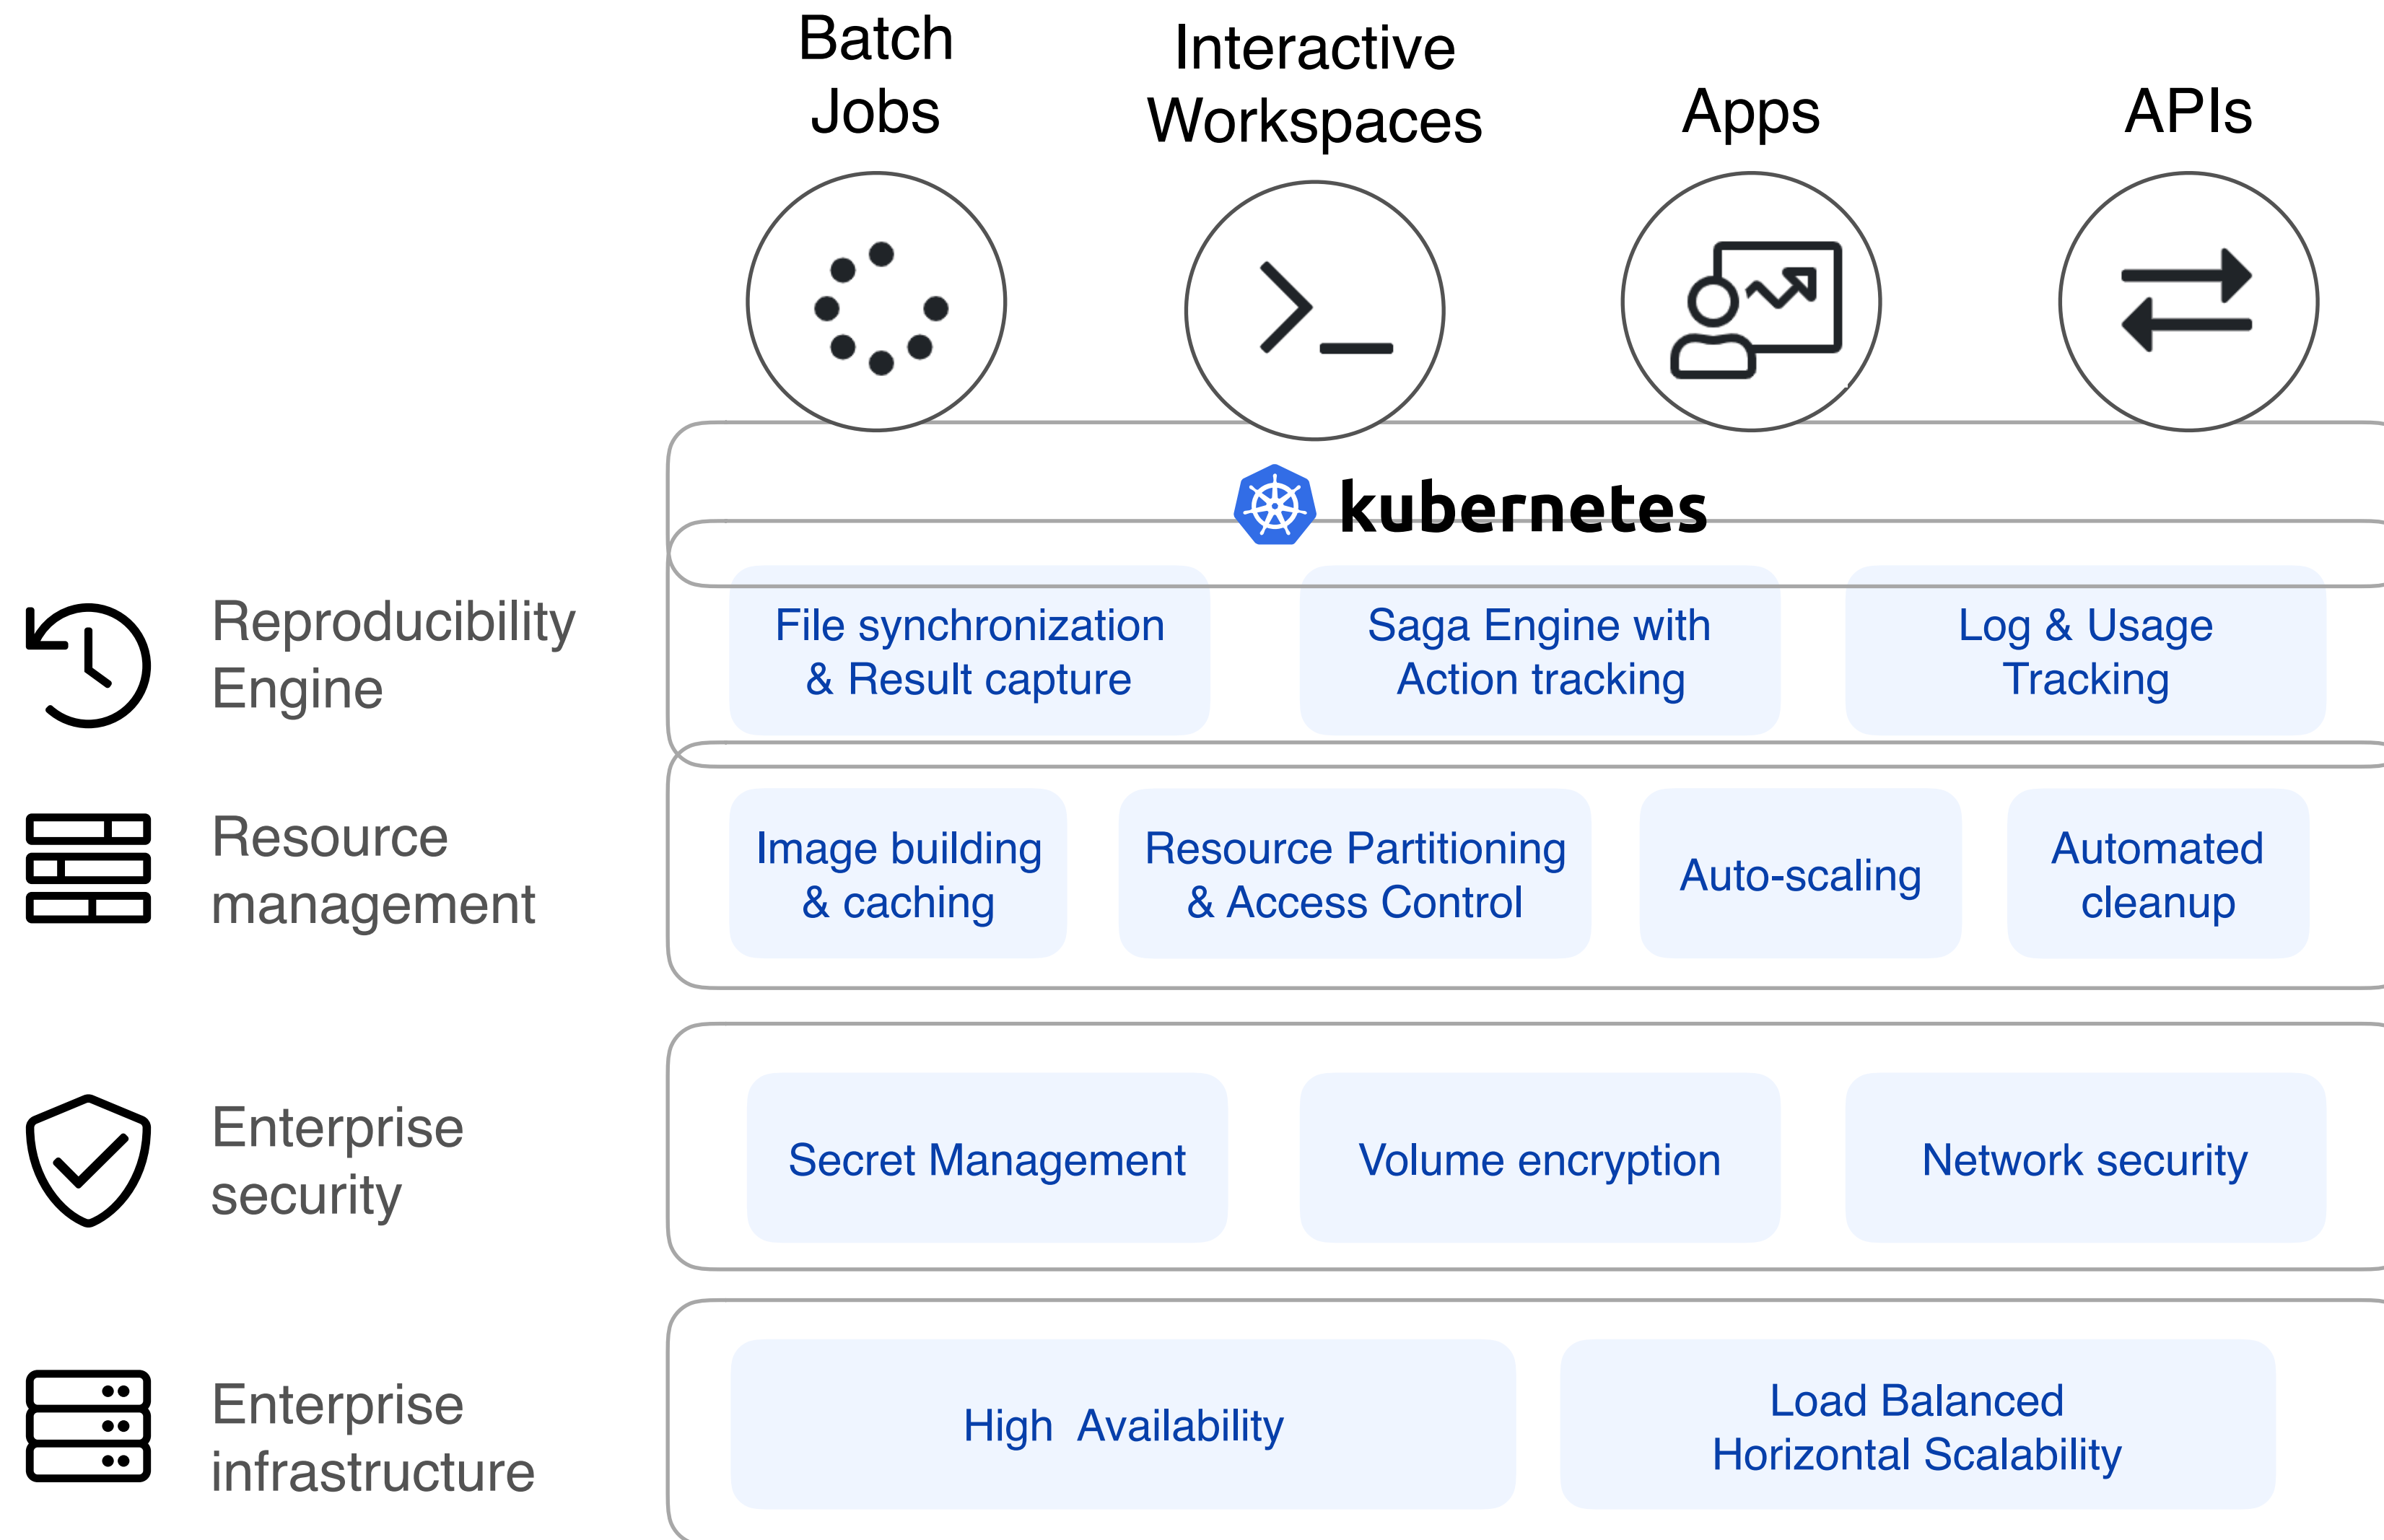 Batch
Jobs
Interactive
Workspaces
Apps
APIs
kubernetes
Reproducibility
Engine
File synchronization
& Result capture
Saga Engine with
Action tracking
Log & Usage
Tracking
Resource
management
Image building
& caching
Resource Partitioning
& Access Control
Auto-scaling
Automated
cleanup
Enterprise
security
Secret Management
Volume encryption
Network security
Enterprise
infrastructure
High  Availability
Load Balanced
Horizontal Scalability